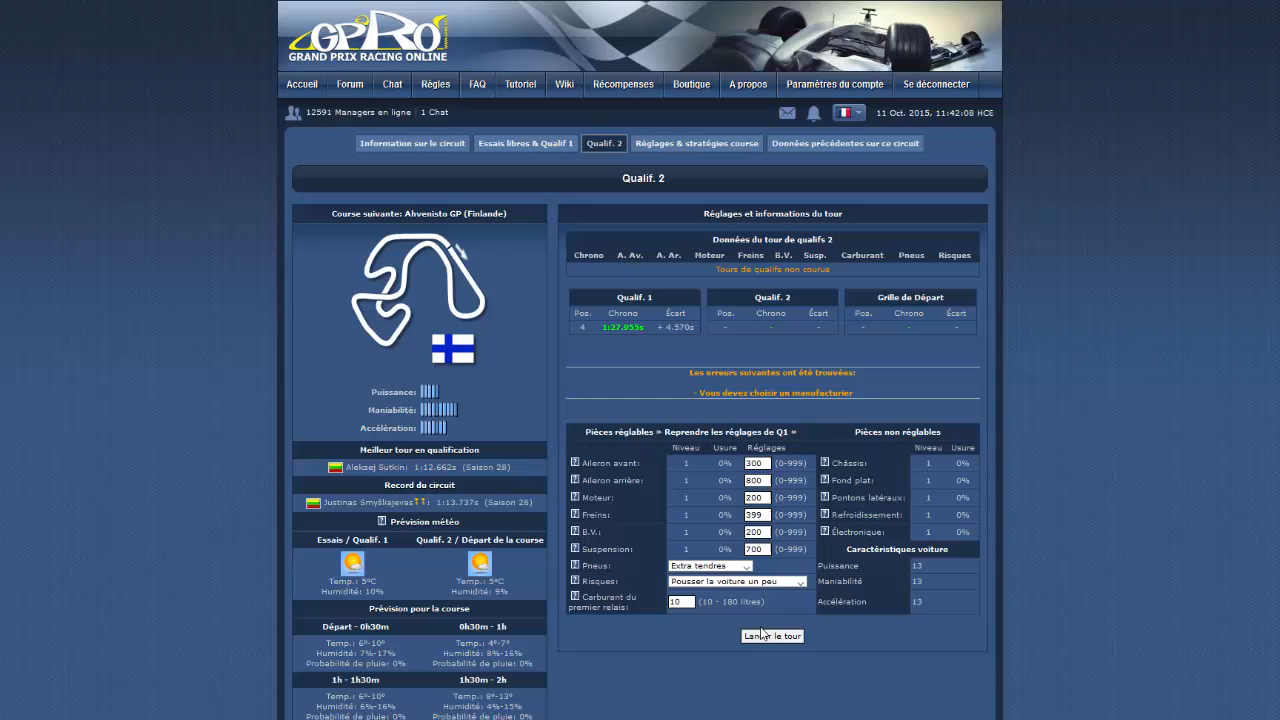 GPRO
GRAND PRIX RACING ONLINE
Accueil Forum Chat Règles FAQ Tutoriel Wiki Récompenses Boutique A propos Paramètres du compte Se déconnecter
12591 Managers en ligne | 1 Chat
11 Oct. 2015, 11:42:08 HCE
Information sur le circuit Essais libres & Qualif 1 Qualif. 2 Réglages & stratégies course Données précédentes sur ce circuit
Qualif. 2
Course suivante: Ahvenisto GP (Finlande)
Puissance:
Maniabilité:
Accélération:
Meilleur tour en qualification
Aleksej Sutkin: 1:12.662s (Saison 28)
Record du circuit
Justinas Smyšliajevas: 1:13.737s (Saison 28)
? Prévision météo
Essais / Qualif. 1 Qualif. 2 / Départ de la course
Temp.: 5°C Temp.: 5°C
Humidité: 10% Humidité: 9%
Prévision pour la course
Départ - 0h30m 0h30m - 1h
Temp.: 6°-10° Temp.: 4°-7°
Humidité: 7%-17% Humidité: 8%-16%
Probabilité de pluie: 0% Probabilité de pluie: 0%
1h - 1h30m 1h30m - 2h
Temp.: 6°-10° Temp.: 8°-13°
Humidité: 6%-16% Humidité: 4%-15%
Probabilité de pluie: 0% Probabilité de pluie: 0%
Réglages et informations du tour
Données du tour de qualifs 2
Chrono A. Av. A. Ar. Moteur Freins B.V. Susp. Carburant Pneus Risques
Tours de qualifs non courus
Qualif. 1 Qualif. 2 Grille de Départ
Pos. Chrono Écart Pos. Chrono Écart Pos. Chrono Écart
4 1:27.955s + 4.570s - - - - - -
Les erreurs suivantes ont été trouvées:
- Vous devez choisir un manufacturier
Pièces réglables » Reprendre les réglages de Q1 « Pièces non réglables
Niveau Usure Réglages Niveau Usure
? Aileron avant: 1 0% 300 (0-999) ? Châssis: 1 0%
? Aileron arrière: 1 0% 800 (0-999) ? Fond plat: 1 0%
? Moteur: 1 0% 200 (0-999) ? Pontons latéraux: 1 0%
? Freins: 1 0% 399 (0-999) ? Refroidissement: 1 0%
? B.V.: 1 0% 200 (0-999) ? Électronique: 1 0%
? Suspension: 1 0% 700 (0-999) Caractéristiques voiture
? Pneus: Extra tendres Puissance 13
? Risques: Pousser la voiture un peu Maniabilité 13
? Carburant du premier relais: 10 (10 - 180 litres) Accélération 13
Lancer le tour